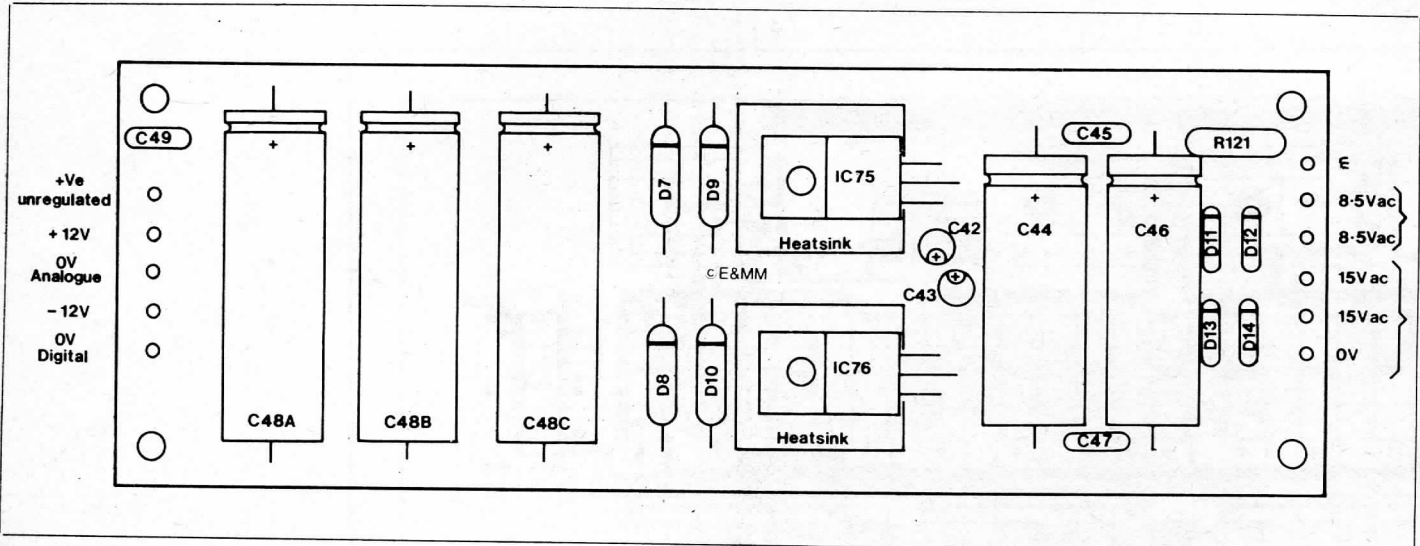 C49
+Ve
unregulated
+12V
0V
Analogue
-12V
0V
Digital
+
C48A
+
C48B
+
C48C
D7
D9
D8
D10
IC75
Heatsink
c E&MM
IC76
Heatsink
C42
+
+
C43
+
C44
C45
+
C46
C47
R121
D11
D12
D13
D14
E
8·5Vac
8·5Vac
15Vac
15Vac
0V